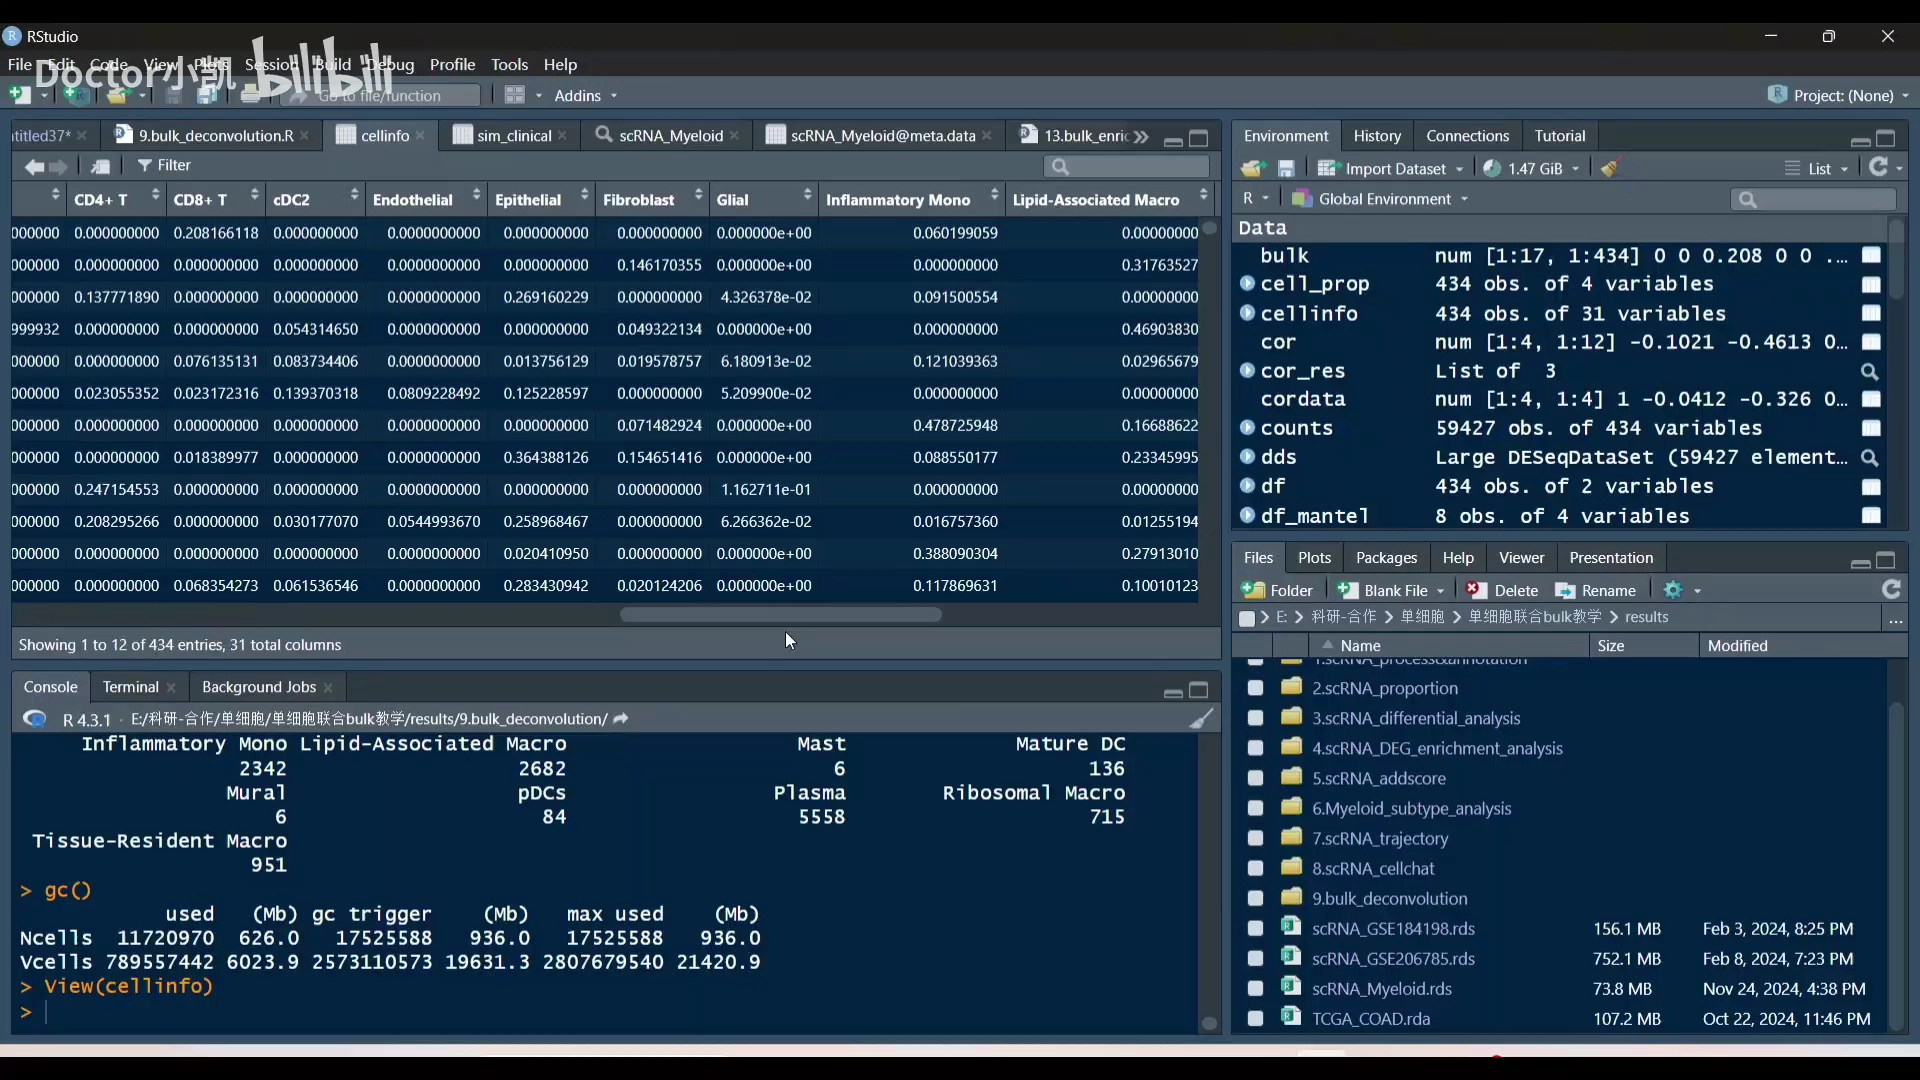 RStudio
File Edit Code View Plots Session Build Debug Profile Tools Help
Doctor小凯 bilibili
Go to file/function Addins Project: (None)
titled37* 9.bulk_deconvolution.R cellinfo sim_clinical scRNA_Myeloid scRNA_Myeloid@meta.data 13.bulk_enric
Filter
CD4+ T CD8+ T cDC2 Endothelial Epithelial Fibroblast Glial Inflammatory Mono Lipid-Associated Macro
000000 0.000000000 0.208166118 0.000000000 0.0000000000 0.000000000 0.000000000 0.000000e+00 0.060199059 0.00000000
000000 0.000000000 0.000000000 0.000000000 0.0000000000 0.000000000 0.146170355 0.000000e+00 0.000000000 0.31763527
000000 0.137771890 0.000000000 0.000000000 0.0000000000 0.269160229 0.000000000 4.326378e-02 0.091500554 0.00000000
999932 0.000000000 0.000000000 0.054314650 0.0000000000 0.000000000 0.049322134 0.000000e+00 0.000000000 0.46903830
000000 0.000000000 0.076135131 0.083734406 0.0000000000 0.013756129 0.019578757 6.180913e-02 0.121039363 0.02965679
000000 0.023055352 0.023172316 0.139370318 0.0809228492 0.125228597 0.000000000 5.209900e-02 0.000000000 0.00000000
000000 0.000000000 0.000000000 0.000000000 0.0000000000 0.000000000 0.071482924 0.000000e+00 0.478725948 0.16688622
000000 0.000000000 0.018389977 0.000000000 0.0000000000 0.364388126 0.154651416 0.000000e+00 0.088550177 0.23345995
000000 0.247154553 0.000000000 0.000000000 0.0000000000 0.000000000 0.000000000 1.162711e-01 0.000000000 0.00000000
000000 0.208295266 0.000000000 0.030177070 0.0544993670 0.258968467 0.000000000 6.266362e-02 0.016757360 0.01255194
000000 0.000000000 0.000000000 0.000000000 0.0000000000 0.020410950 0.000000000 0.000000e+00 0.388090304 0.27913010
000000 0.000000000 0.068354273 0.061536546 0.0000000000 0.283430942 0.020124206 0.000000e+00 0.117869631 0.10010123
Showing 1 to 12 of 434 entries, 31 total columns
Console Terminal Background Jobs
R 4.3.1 · E:/科研-合作/单细胞/单细胞联合bulk教学/results/9.bulk_deconvolution/
Inflammatory Mono Lipid-Associated Macro Mast Mature DC
2342 2682 6 136
Mural pDCs Plasma Ribosomal Macro
6 84 5558 715
Tissue-Resident Macro
951
> gc()
used (Mb) gc trigger (Mb) max used (Mb)
Ncells 11720970 626.0 17525588 936.0 17525588 936.0
Vcells 789557442 6023.9 2573110573 19631.3 2807679540 21420.9
> View(cellinfo)
>
Environment History Connections Tutorial
Import Dataset 1.47 GiB List
R Global Environment
Data
bulk num [1:17, 1:434] 0 0 0.208 0 0 ...
cell_prop 434 obs. of 4 variables
cellinfo 434 obs. of 31 variables
cor num [1:4, 1:12] -0.1021 -0.4613 0...
cor_res List of 3
cordata num [1:4, 1:4] 1 -0.0412 -0.326 0...
counts 59427 obs. of 434 variables
dds Large DESeqDataSet (59427 element...
df 434 obs. of 2 variables
df_mantel 8 obs. of 4 variables
Files Plots Packages Help Viewer Presentation
Folder Blank File Delete Rename
E: 科研-合作 单细胞 单细胞联合bulk教学 results ...
Name Size Modified
1.scRNA_process&annotation
2.scRNA_proportion
3.scRNA_differential_analysis
4.scRNA_DEG_enrichment_analysis
5.scRNA_addscore
6.Myeloid_subtype_analysis
7.scRNA_trajectory
8.scRNA_cellchat
9.bulk_deconvolution
scRNA_GSE184198.rds 156.1 MB Feb 3, 2024, 8:25 PM
scRNA_GSE206785.rds 752.1 MB Feb 8, 2024, 7:23 PM
scRNA_Myeloid.rds 73.8 MB Nov 24, 2024, 4:38 PM
TCGA_COAD.rda 107.2 MB Oct 22, 2024, 11:46 PM